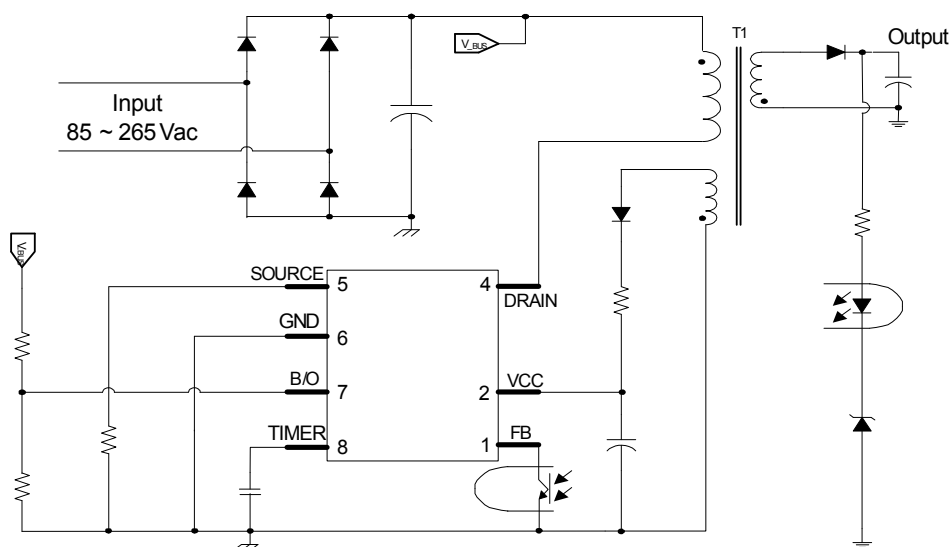 T1
V_BUS
Output
Input
85 ~ 265 Vac
V_BUS
SOURCE
5
4
DRAIN
GND
6
B/O
7
2
VCC
TIMER
8
1
FB